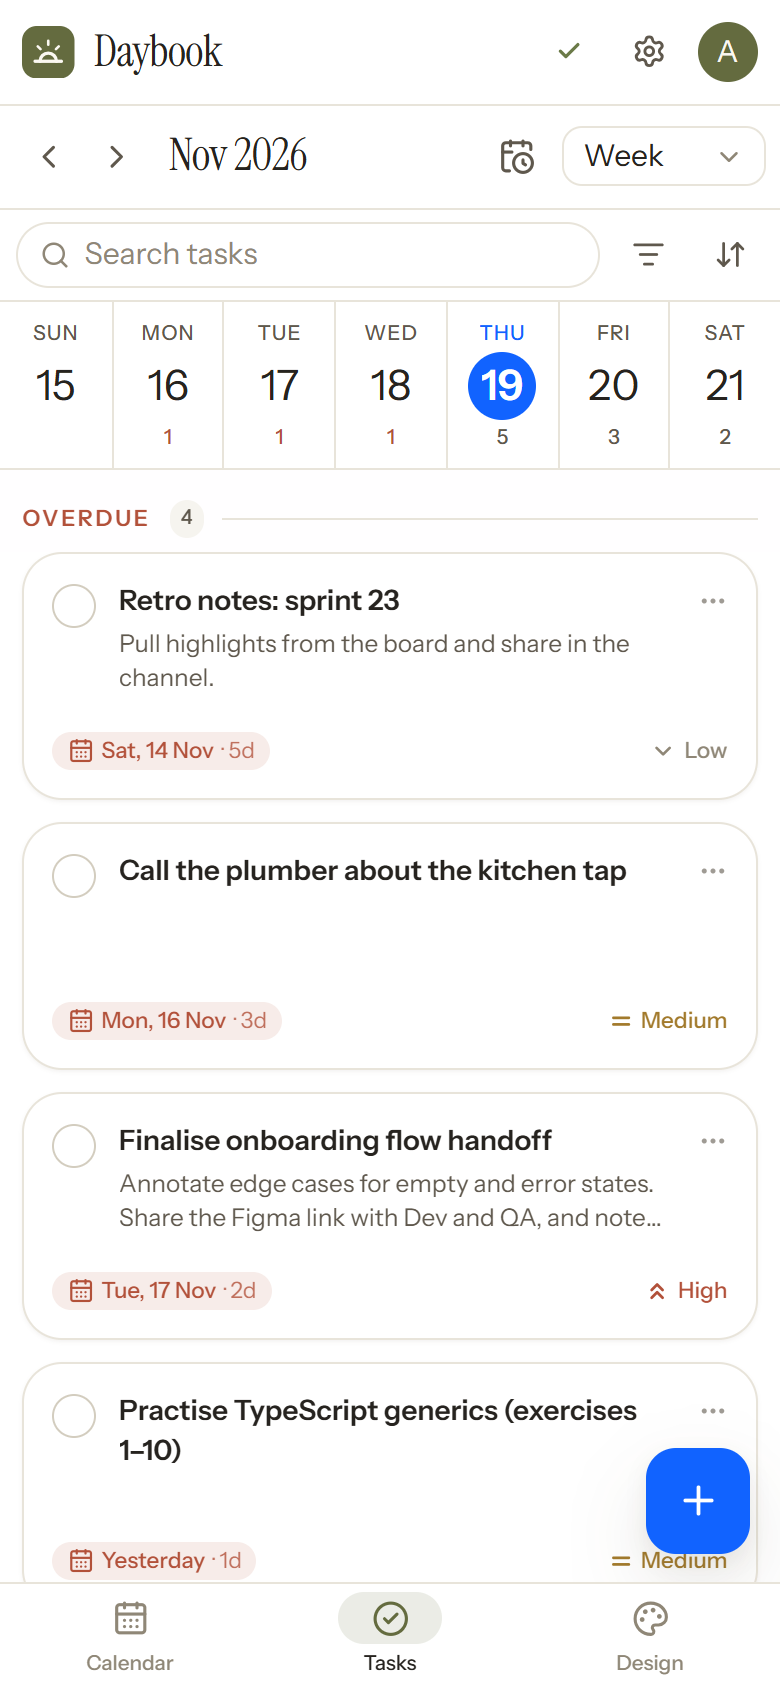 Daybook
A
Nov 2026
Week
Search tasks
SUN MON TUE WED THU FRI SAT
15 16 17 18 19 20 21
1 1 1 5 3 2
OVERDUE 4
Retro notes: sprint 23
Pull highlights from the board and share in the
channel.
Sat, 14 Nov · 5d
Low
Call the plumber about the kitchen tap
Mon, 16 Nov · 3d
Medium
Finalise onboarding flow handoff
Annotate edge cases for empty and error states.
Share the Figma link with Dev and QA, and note...
Tue, 17 Nov · 2d
High
Practise TypeScript generics (exercises
1–10)
Yesterday · 1d
Medium
Calendar
Tasks
Design